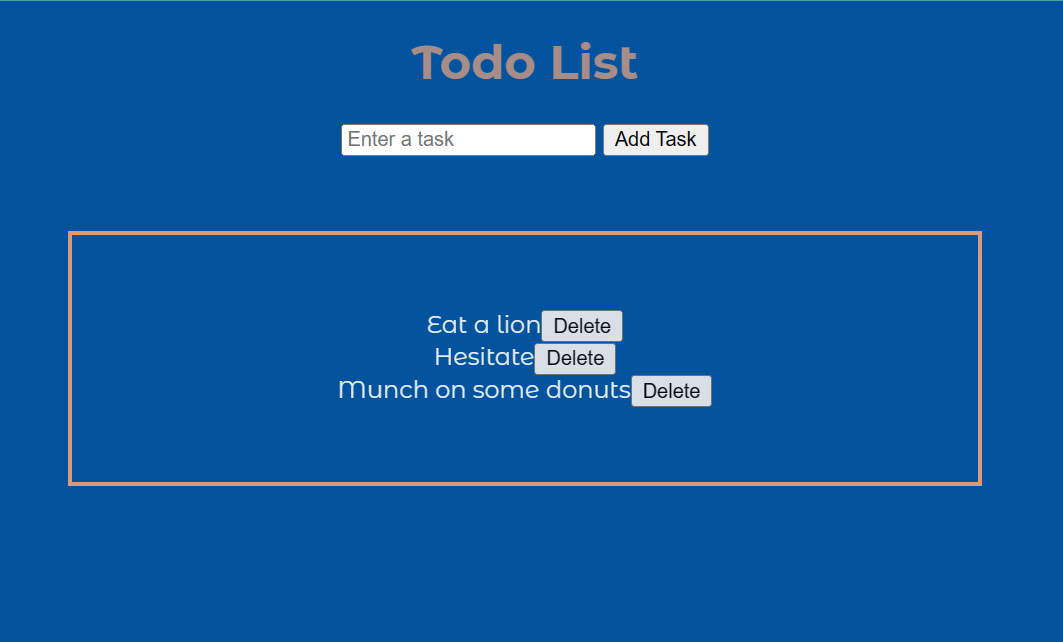 Todo List
Enter a task Add Task
Eat a lion Delete
Hesitate Delete
Munch on some donuts Delete